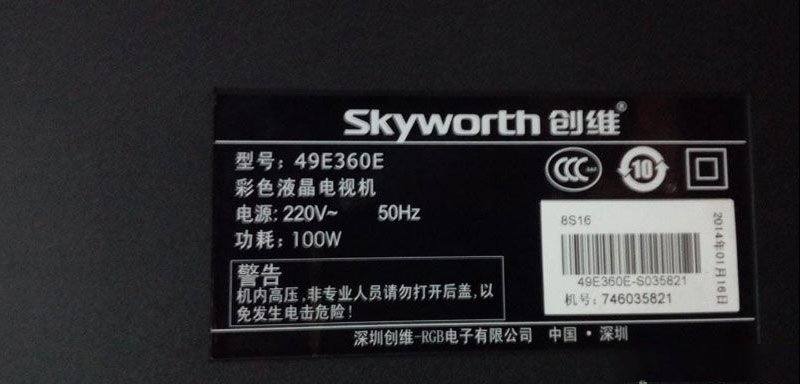 Skyworth 创维®
型号: 49E360E
彩色液晶电视机
电源: 220V~ 50Hz
功耗: 100W
10
警告
机内高压,非专业人员请勿打开后盖,以
免发生电击危险!
8S16
49E360E-S035821
机号: 746035821
2014年01月16日
深圳创维-RGB电子有限公司 中国·深圳